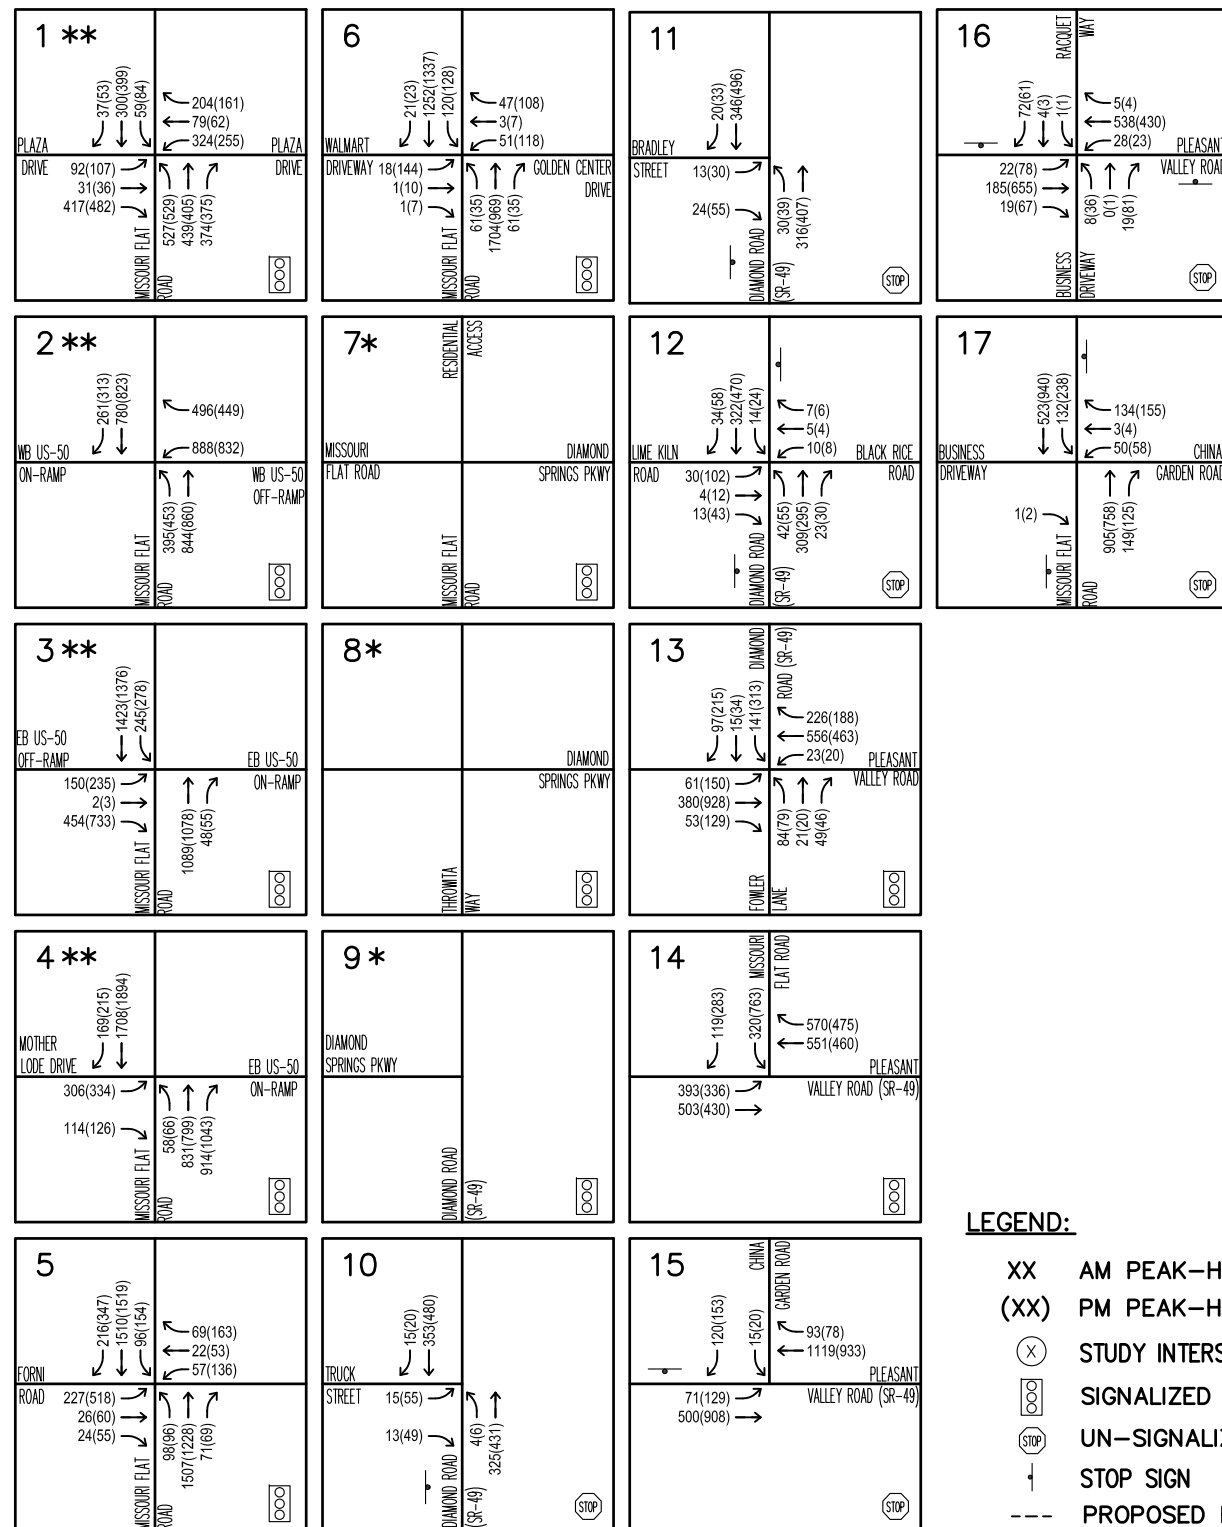 1 **
37(53)
300(399)
59(84)
204(161)
79(62)
324(255)
PLAZA
DRIVE
PLAZA
DRIVE
92(107)
31(36)
417(482)
527(529)
439(405)
374(375)
MISSOURI FLAT
ROAD
2 **
261(313)
780(823)
496(449)
888(832)
WB US-50
ON-RAMP
WB US-50
OFF-RAMP
395(453)
844(860)
MISSOURI FLAT
ROAD
3 **
1423(1376)
245(278)
EB US-50
OFF-RAMP
EB US-50
ON-RAMP
150(235)
2(3)
454(733)
1089(1078)
48(55)
MISSOURI FLAT
ROAD
4 **
169(215)
1708(1894)
MOTHER
LODE DRIVE
EB US-50
ON-RAMP
306(334)
114(126)
58(66)
831(799)
914(1043)
MISSOURI FLAT
ROAD
5
216(347)
1510(1519)
96(154)
69(163)
22(53)
57(136)
FORNI
ROAD
227(518)
26(60)
24(55)
98(96)
1507(1228)
71(69)
MISSOURI FLAT
ROAD
6
21(23)
1252(1337)
120(128)
47(108)
3(7)
51(118)
WALMART
DRIVEWAY
GOLDEN CENTER
DRIVE
18(144)
1(10)
1(7)
61(35)
1704(969)
61(35)
MISSOURI FLAT
ROAD
7*
RESIDENTIAL
ACCESS
MISSOURI
FLAT ROAD
DIAMOND
SPRINGS PKWY
MISSOURI FLAT
ROAD
8*
DIAMOND
SPRINGS PKWY
THROWITA
WAY
9*
DIAMOND
SPRINGS PKWY
DIAMOND ROAD
(SR-49)
10
15(20)
353(480)
TRUCK
STREET
15(55)
13(49)
4(6)
325(431)
DIAMOND ROAD
(SR-49)
STOP
11
20(33)
346(496)
BRADLEY
STREET
13(30)
24(55)
30(39)
316(407)
DIAMOND ROAD
(SR-49)
STOP
12
34(58)
322(470)
14(24)
7(6)
5(4)
10(8)
LIME KILN
ROAD
BLACK RICE
ROAD
30(102)
4(12)
13(43)
42(55)
309(295)
23(30)
DIAMOND ROAD
(SR-49)
STOP
13
97(215)
15(34)
141(313)
DIAMOND
ROAD (SR-49)
226(188)
556(463)
23(20)
PLEASANT
VALLEY ROAD
61(150)
380(928)
53(129)
84(79)
21(20)
49(46)
FOWLER
LANE
14
119(283)
320(763)
MISSOURI
FLAT ROAD
570(475)
551(460)
PLEASANT
VALLEY ROAD (SR-49)
393(336)
503(430)
15
120(153)
15(20)
CHINA
GARDEN ROAD
93(78)
1119(933)
PLEASANT
VALLEY ROAD (SR-49)
71(129)
500(908)
STOP
16
RACQUET
WAY
72(61)
4(3)
1(1)
5(4)
538(430)
28(23)
PLEASANT
VALLEY ROAD
22(78)
185(655)
19(67)
8(36)
0(1)
19(81)
BUSINESS
DRIVEWAY
STOP
17
523(940)
132(238)
134(155)
3(4)
50(58)
BUSINESS
DRIVEWAY
CHINA
GARDEN ROAD
1(2)
905(758)
149(125)
MISSOURI FLAT
ROAD
STOP
LEGEND:
XX AM PEAK-H
(XX) PM PEAK-H
X STUDY INTERS
SIGNALIZED
STOP UN-SIGNALI
STOP SIGN
PROPOSED